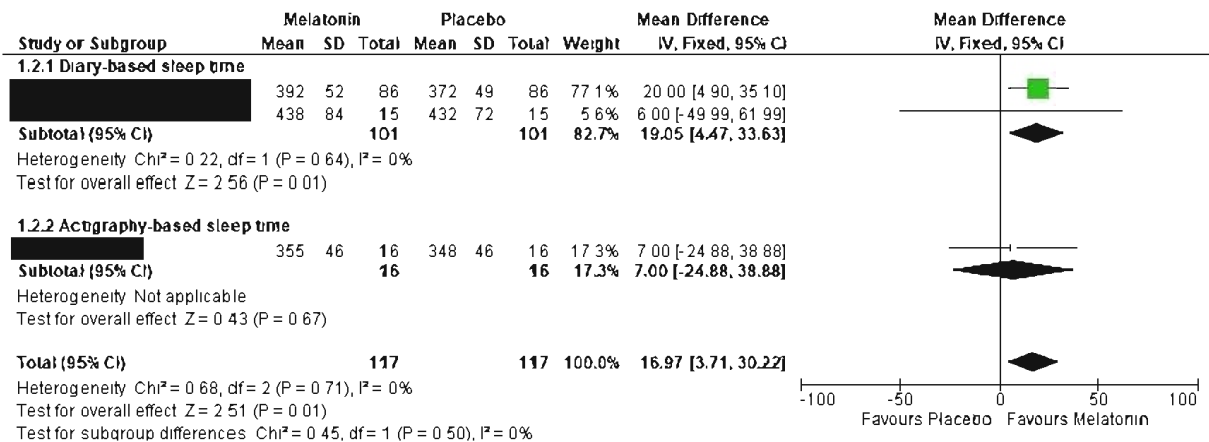 Melatonin Placebo Mean Difference Mean Difference
Study or Subgroup Mean SD Total Mean SD Total Weight IV, Fixed, 95% CI IV, Fixed, 95% CI
1.2.1 Diary-based sleep time
392 52 86 372 49 86 77 1% 20 00 [4 90, 35 10]
438 84 15 432 72 15 5 6% 6 00 [-49 99, 61 99]
Subtotal (95% CI) 101 101 82.7% 19.05 [4.47, 33.63]
Heterogeneity Chi² = 0 22, df = 1 (P = 0 64), I² = 0%
Test for overall effect Z = 2 56 (P = 0 01)
1.2.2 Actigraphy-based sleep time
355 46 16 348 46 16 17 3% 7 00 [-24 88, 38 88]
Subtotal (95% CI) 16 16 17.3% 7.00 [-24.88, 38.88]
Heterogeneity Not applicable
Test for overall effect Z = 0 43 (P = 0 67)
Total (95% CI) 117 117 100.0% 16.97 [3.71, 30.22]
Heterogeneity Chi² = 0 68, df = 2 (P = 0 71), I² = 0%
Test for overall effect Z = 2 51 (P = 0 01)
Test for subgroup differences Chi² = 0 45, df = 1 (P = 0 50), I² = 0%
-100 -50 0 50 100
Favours Placebo Favours Melatonin